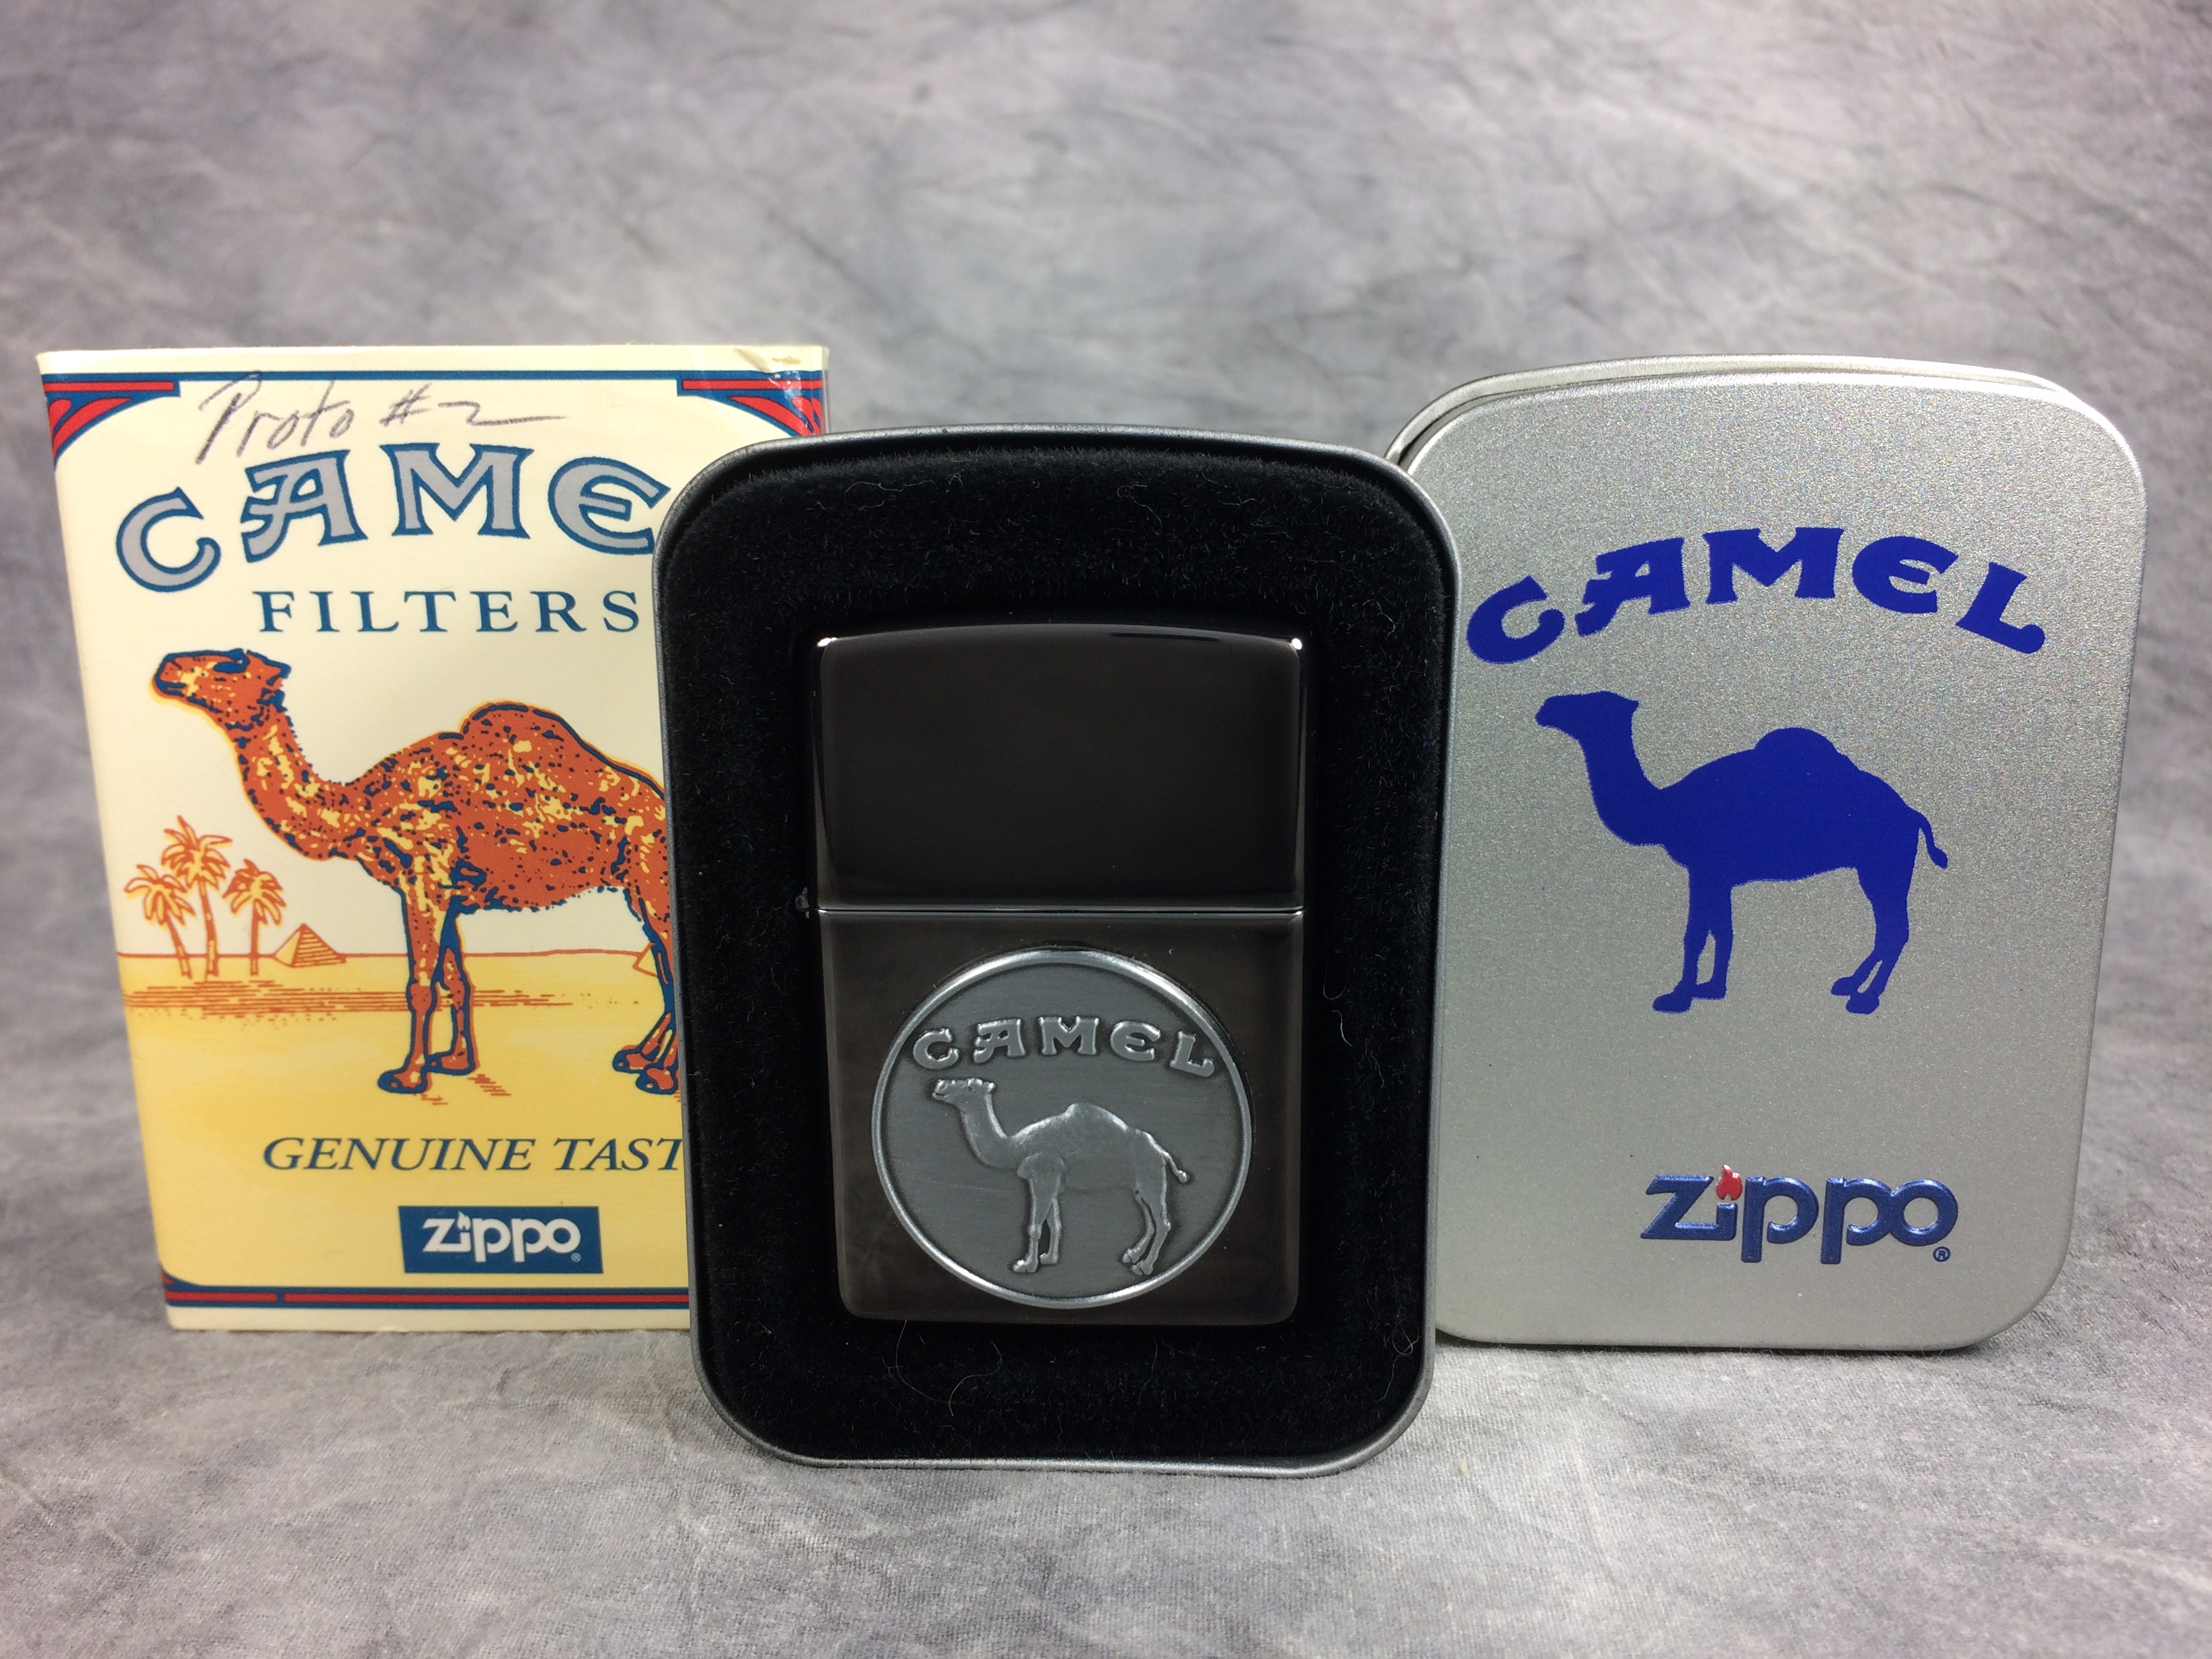 Proto #2
CAME
FILTERS
GENUINE TAST
Zippo
CAMEL
CAMEL
Zippo®